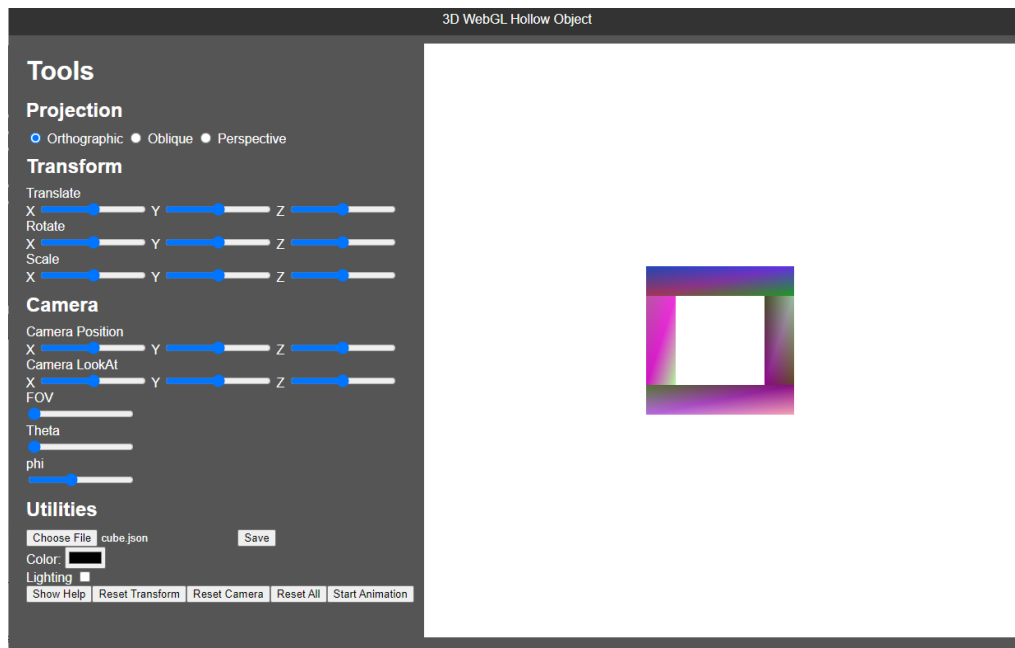 3D WebGL Hollow Object
Tools
Projection
Orthographic Oblique Perspective
Transform
Translate
X Y Z
Rotate
X Y Z
Scale
X Y Z
Camera
Camera Position
X Y Z
Camera LookAt
X Y Z
FOV
Theta
phi
Utilities
Choose File cube.json Save
Color:
Lighting
Show Help Reset Transform Reset Camera Reset All Start Animation